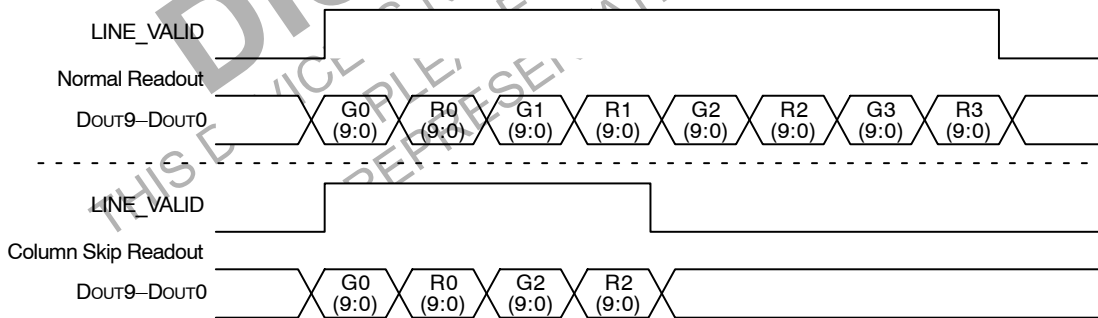 LINE_VALID
Normal Readout
DOUT9–DOUT0
G0 (9:0) R0 (9:0) G1 (9:0) R1 (9:0) G2 (9:0) R2 (9:0) G3 (9:0) R3 (9:0)
LINE_VALID
Column Skip Readout
DOUT9–DOUT0
G0 (9:0) R0 (9:0) G2 (9:0) R2 (9:0)
THIS